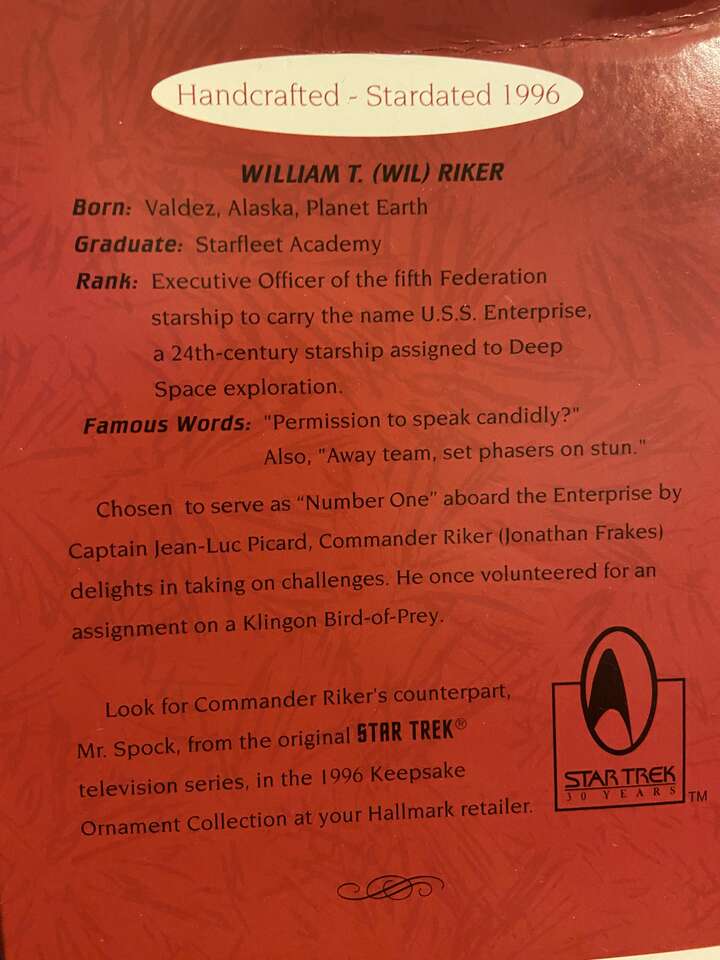 Handcrafted - Stardated 1996
WILLIAM T. (WIL) RIKER
Born: Valdez, Alaska, Planet Earth
Graduate: Starfleet Academy
Rank: Executive Officer of the fifth Federation
starship to carry the name U.S.S. Enterprise,
a 24th-century starship assigned to Deep
Space exploration.
Famous Words: "Permission to speak candidly?"
Also, "Away team, set phasers on stun."
Chosen to serve as “Number One” aboard the Enterprise by
Captain Jean-Luc Picard, Commander Riker (Jonathan Frakes)
delights in taking on challenges. He once volunteered for an
assignment on a Klingon Bird-of-Prey.
Look for Commander Riker's counterpart,
Mr. Spock, from the original STAR TREK®
television series, in the 1996 Keepsake
Ornament Collection at your Hallmark retailer.
STAR TREK
30 YEARS TM